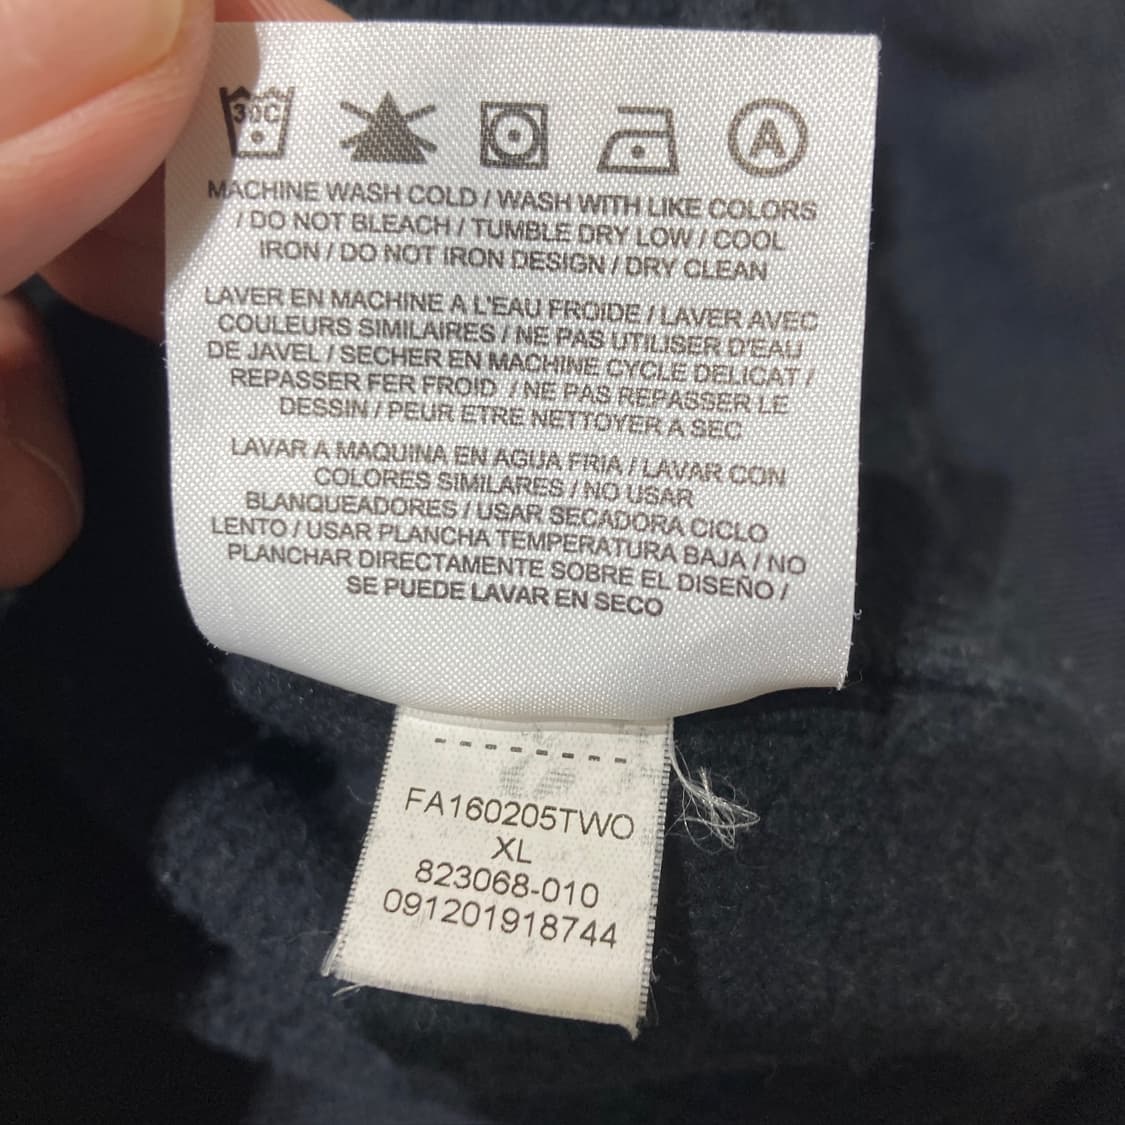 30C
A
MACHINE WASH COLD / WASH WITH LIKE COLORS
/ DO NOT BLEACH / TUMBLE DRY LOW / COOL
IRON / DO NOT IRON DESIGN / DRY CLEAN
LAVER EN MACHINE A L'EAU FROIDE / LAVER AVEC
COULEURS SIMILAIRES / NE PAS UTILISER D'EAU
DE JAVEL / SECHER EN MACHINE CYCLE DELICAT /
REPASSER FER FROID / NE PAS REPASSER LE
DESSIN / PEUR ETRE NETTOYER A SEC
LAVAR A MAQUINA EN AGUA FRIA / LAVAR CON
COLORES SIMILARES / NO USAR
BLANQUEADORES / USAR SECADORA CICLO
LENTO / USAR PLANCHA TEMPERATURA BAJA / NO
PLANCHAR DIRECTAMENTE SOBRE EL DISEÑO /
SE PUEDE LAVAR EN SECO
FA160205TWO
XL
823068-010
091201918744